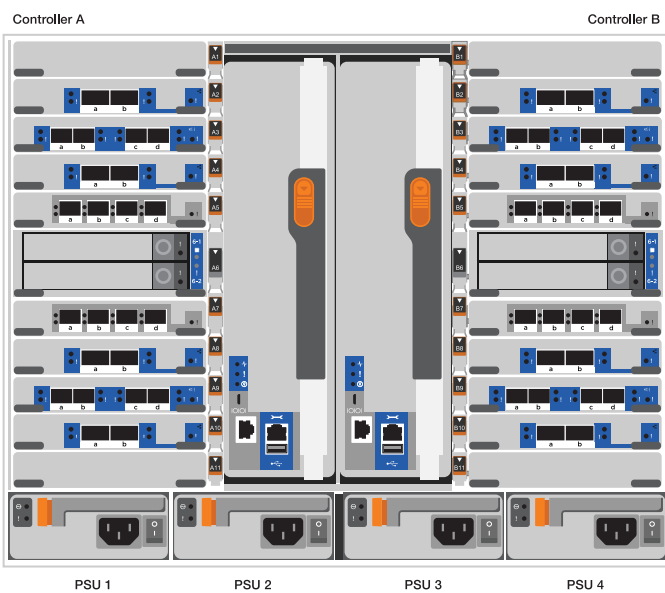 Controller A Controller B
A1 B1
A2 B2
a b a b
A3 B3
a b c d a b c d
A4 B4
a b a b
A5 B5
a b c d a b c d
6-1 6-1
A6 B6
6-2 6-2
A7 B7
a b c d a b c d
A8 B8
a b a b
A9 B9
a b c d a b c d
IOIOI IOIOI
A10 B10
a b a b
A11 B11
PSU 1 PSU 2 PSU 3 PSU 4